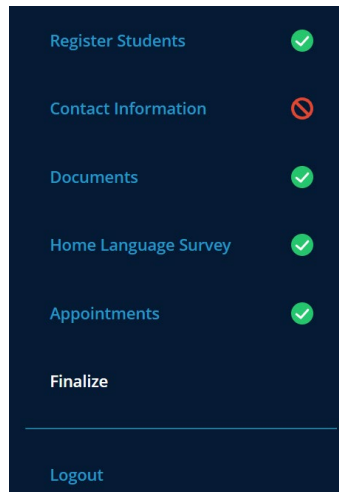 Register Students
Contact Information
Documents
Home Language Survey
Appointments
Finalize
Logout